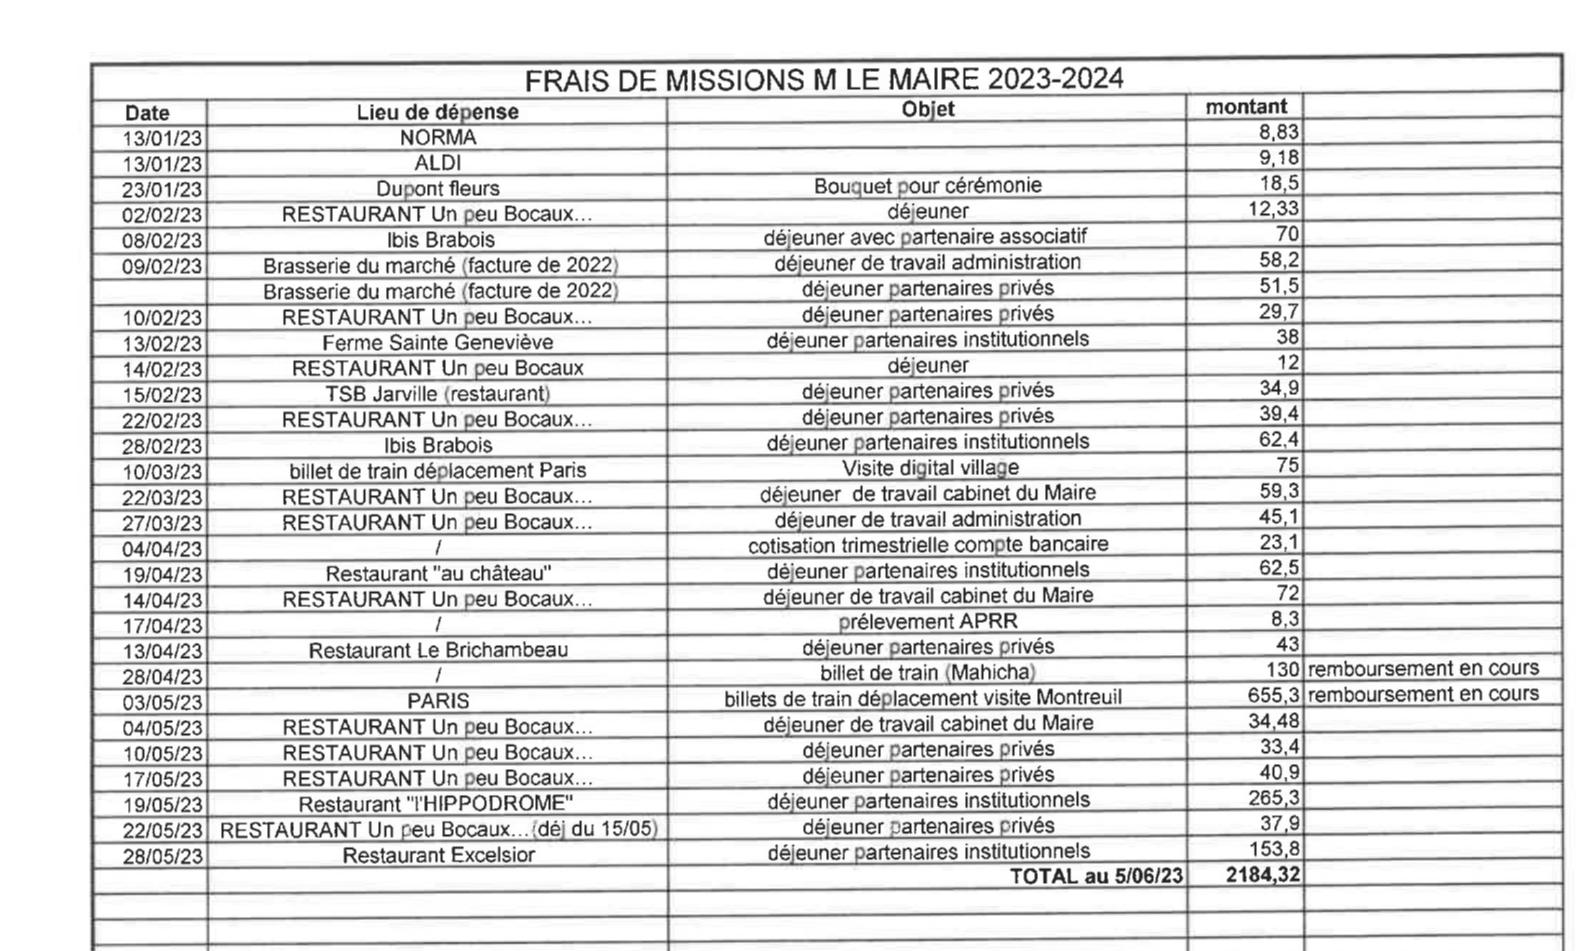 FRAIS DE MISSIONS M LE MAIRE 2023-2024
Date Lieu de dépense Objet montant
13/01/23 NORMA 8,83
13/01/23 ALDI 9,18
23/01/23 Dupont fleurs Bouquet pour cérémonie 18,5
02/02/23 RESTAURANT Un peu Bocaux... déjeuner 12,33
08/02/23 Ibis Brabois déjeuner avec partenaire associatif 70
09/02/23 Brasserie du marché (facture de 2022) déjeuner de travail administration 58,2
Brasserie du marché (facture de 2022) déjeuner partenaires privés 51,5
10/02/23 RESTAURANT Un peu Bocaux... déjeuner partenaires privés 29,7
13/02/23 Ferme Sainte Geneviève déjeuner partenaires institutionnels 38
14/02/23 RESTAURANT Un peu Bocaux déjeuner 12
15/02/23 TSB Jarville (restaurant) déjeuner partenaires privés 34,9
22/02/23 RESTAURANT Un peu Bocaux... déjeuner partenaires privés 39,4
28/02/23 Ibis Brabois déjeuner partenaires institutionnels 62,4
10/03/23 billet de train déplacement Paris Visite digital village 75
22/03/23 RESTAURANT Un peu Bocaux... déjeuner de travail cabinet du Maire 59,3
27/03/23 RESTAURANT Un peu Bocaux... déjeuner de travail administration 45,1
04/04/23 / cotisation trimestrielle compte bancaire 23,1
19/04/23 Restaurant "au château" déjeuner partenaires institutionnels 62,5
14/04/23 RESTAURANT Un peu Bocaux... déjeuner de travail cabinet du Maire 72
17/04/23 / prélevement APRR 8,3
13/04/23 Restaurant Le Brichambeau déjeuner partenaires privés 43
28/04/23 / billet de train (Mahicha) 130 remboursement en cours
03/05/23 PARIS billets de train déplacement visite Montreuil 655,3 remboursement en cours
04/05/23 RESTAURANT Un peu Bocaux... déjeuner de travail cabinet du Maire 34,48
10/05/23 RESTAURANT Un peu Bocaux... déjeuner partenaires privés 33,4
17/05/23 RESTAURANT Un peu Bocaux... déjeuner partenaires privés 40,9
19/05/23 Restaurant "l'HIPPODROME" déjeuner partenaires institutionnels 265,3
22/05/23 RESTAURANT Un peu Bocaux...(déj du 15/05) déjeuner partenaires privés 37,9
28/05/23 Restaurant Excelsior déjeuner partenaires institutionnels 153,8
TOTAL au 5/06/23 2184,32